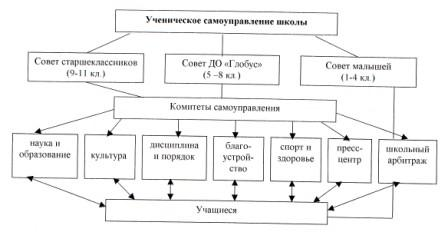 Ученическое самоуправление школы
Совет старшеклассников
(9-11 кл.)
Совет ДО «Глобус»
(5 –8 кл.)
Совет малышей
(1-4 кл.)
Комитеты самоуправления
наука и
образование
культура
дисциплина
и порядок
благо-
устрой-
ство
спорт и
здоровье
пресс-
центр
школьный
арбитраж
Учащиеся